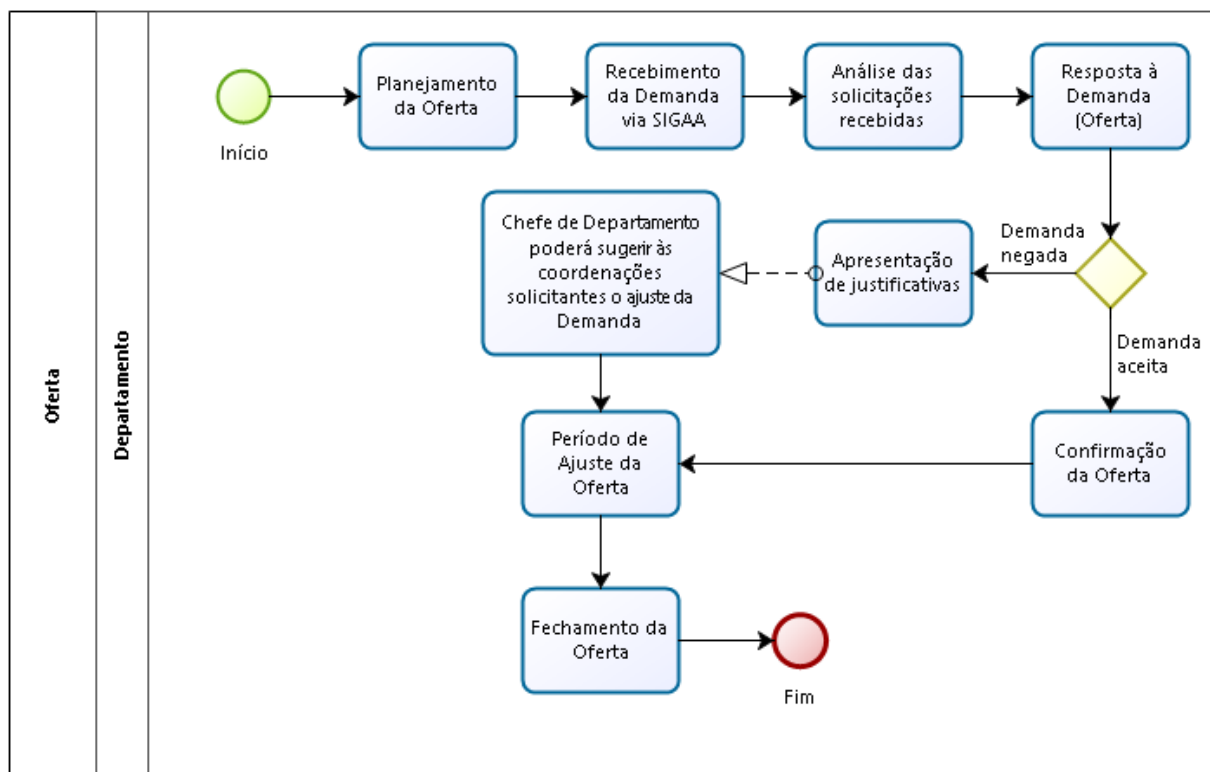 Oferta
Departamento
Início
Planejamento
da Oferta
Recebimento
da Demanda
via SIGAA
Análise das
solicitações
recebidas
Resposta à
Demanda
(Oferta)
Demanda
negada
Apresentação
de justificativas
Chefe de Departamento
poderá sugerir às
coordenações
solicitantes o ajuste da
Demanda
Demanda
aceita
Confirmação
da Oferta
Período de
Ajuste da
Oferta
Fechamento da
Oferta
Fim